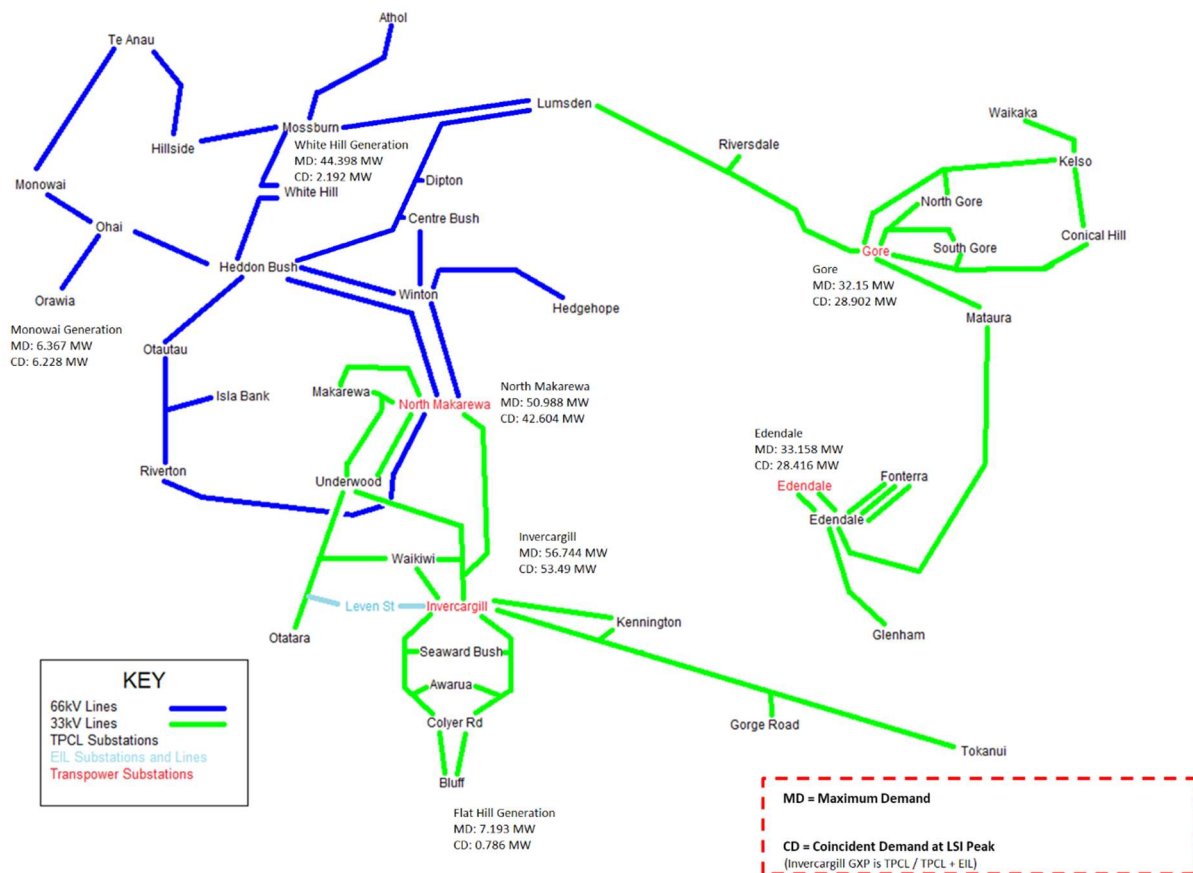 Athol
Te Anau
Lumsden
Waikaka
Mossburn
White Hill Generation
MD: 44.398 MW
CD: 2.192 MW
Hillside
Riversdale
Kelso
Monowai
White Hill
Dipton
North Gore
Ohai
Centre Bush
Conical Hill
South Gore
Gore
Heddon Bush
Gore
MD: 32.15 MW
CD: 28.902 MW
Orawia
Winton
Hedgehope
Mataura
Monowai Generation
MD: 6.367 MW
CD: 6.228 MW
Otautau
Isla Bank
Makarewa
North Makarewa
North Makarewa
MD: 50.988 MW
CD: 42.604 MW
Edendale
MD: 33.158 MW
CD: 28.416 MW
Riverton
Underwood
Edendale
Fonterra
Edendale
Invercargill
MD: 56.744 MW
CD: 53.49 MW
Waikiwi
Leven St
Invercargill
Otatara
Kennington
Glenham
Seaward Bush
Awarua
Colyer Rd
Gorge Road
Tokanui
Bluff
Flat Hill Generation
MD: 7.193 MW
CD: 0.786 MW
KEY
66kV Lines
33kV Lines
TPCL Substations
EIL Substations and Lines
Transpower Substations
MD = Maximum Demand
CD = Coincident Demand at LSI Peak
(Invercargill GXP is TPCL / TPCL + EIL)